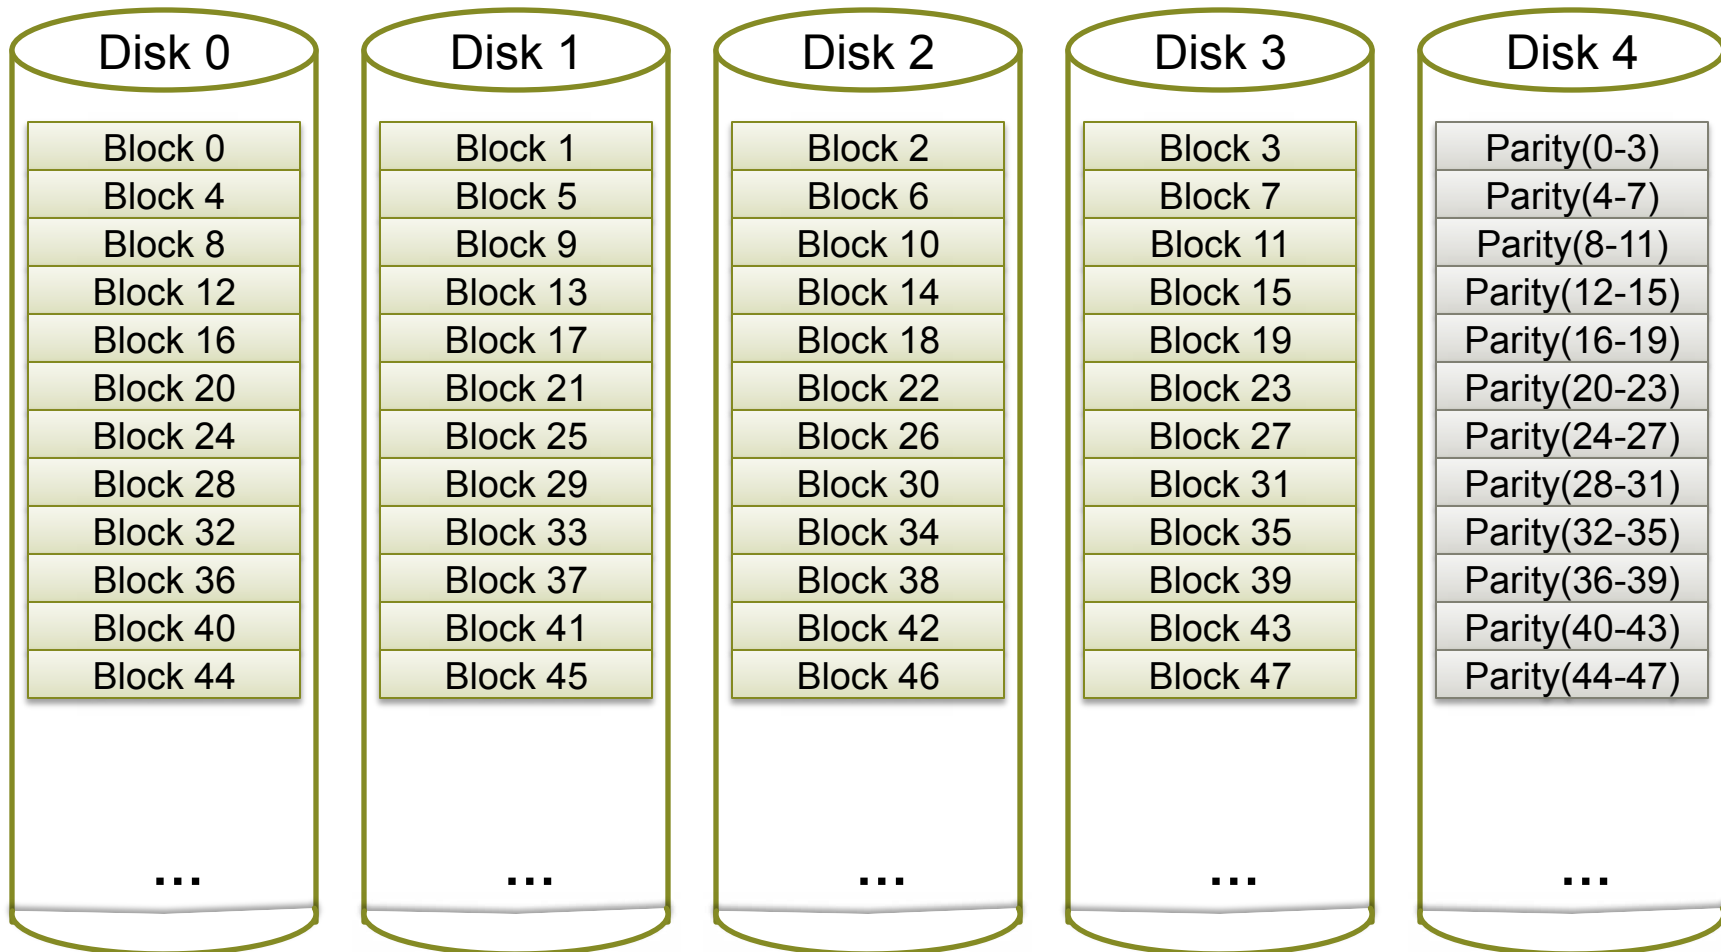 Disk 0 Disk 1 Disk 2 Disk 3 Disk 4
Block 0 Block 1 Block 2 Block 3 Parity(0-3)
Block 4 Block 5 Block 6 Block 7 Parity(4-7)
Block 8 Block 9 Block 10 Block 11 Parity(8-11)
Block 12 Block 13 Block 14 Block 15 Parity(12-15)
Block 16 Block 17 Block 18 Block 19 Parity(16-19)
Block 20 Block 21 Block 22 Block 23 Parity(20-23)
Block 24 Block 25 Block 26 Block 27 Parity(24-27)
Block 28 Block 29 Block 30 Block 31 Parity(28-31)
Block 32 Block 33 Block 34 Block 35 Parity(32-35)
Block 36 Block 37 Block 38 Block 39 Parity(36-39)
Block 40 Block 41 Block 42 Block 43 Parity(40-43)
Block 44 Block 45 Block 46 Block 47 Parity(44-47)
... ... ... ... ...